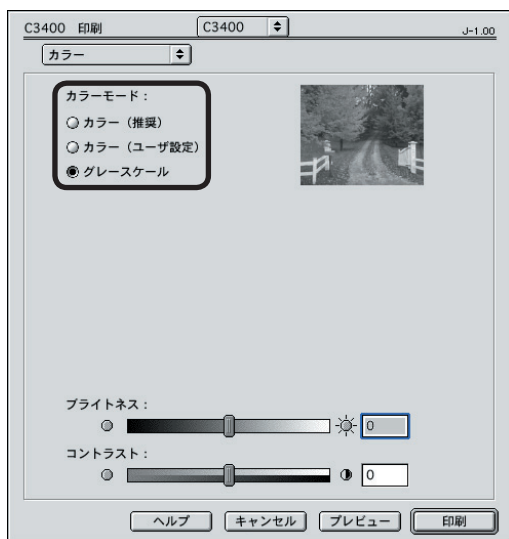 C3400 印刷 C3400 J-1.00
カラー
カラーモード：
カラー（推奨）
カラー（ユーザ設定）
グレースケール
ブライトネス：
0
コントラスト：
0
ヘルプ キャンセル プレビュー 印刷